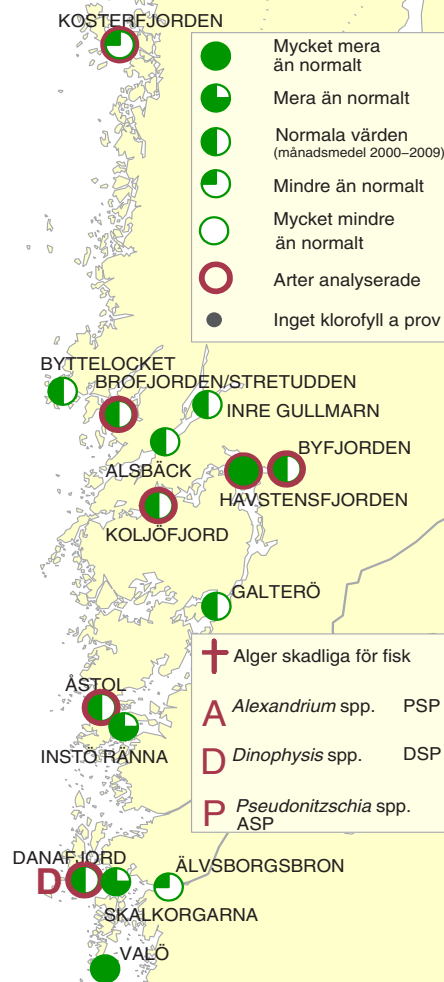 KOSTERFJORDEN
Mycket mera
än normalt
Mera än normalt
Normala värden
(månadsmedel 2000–2009)
Mindre än normalt
Mycket mindre
än normalt
Arter analyserade
Inget klorofyll a prov
BYTTELOCKET
BROFJORDEN/STRETUDDEN
INRE GULLMARN
ALSBÄCK
BYFJORDEN
HAVSTENSFJORDEN
KOLJÖFJORD
GALTERÖ
Alger skadliga för fisk
ÅSTOL
A Alexandrium spp. PSP
INSTÖ RÄNNA
D Dinophysis spp. DSP
P Pseudonitzschia spp.
ASP
DANAFJORD
ÄLVSBORGSBRON
D
SKALKORGARNA
VALÖ